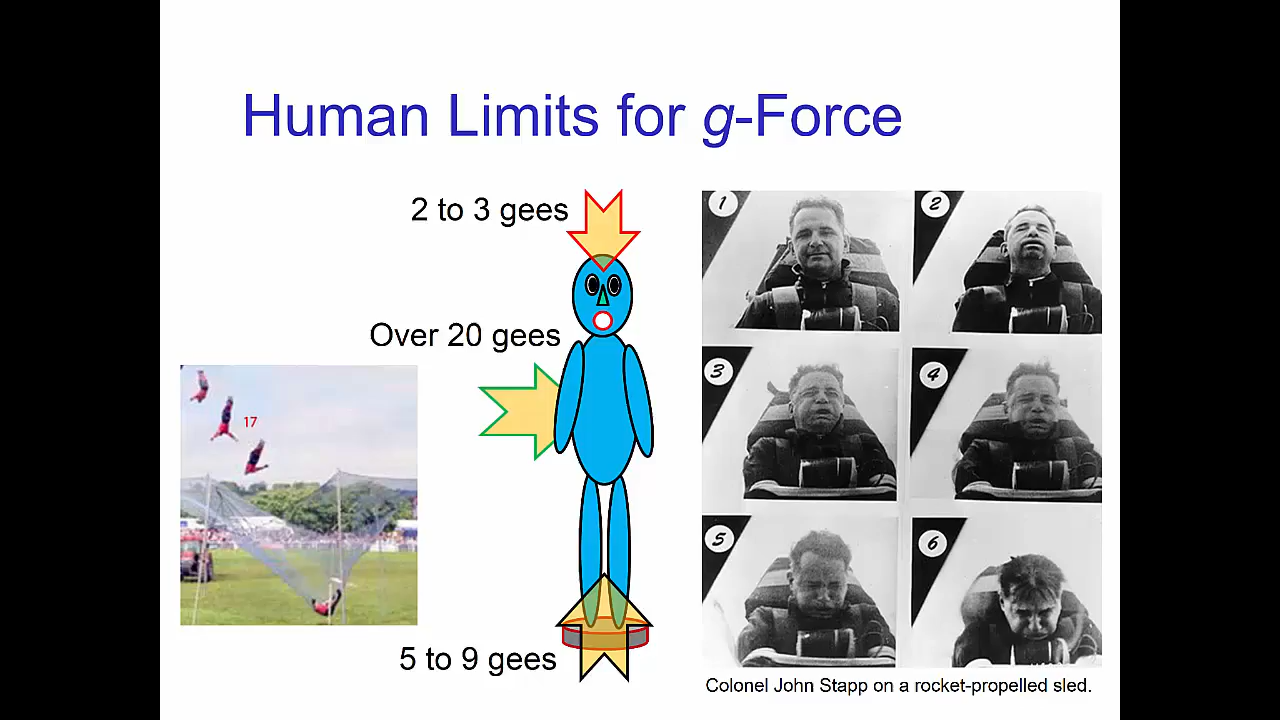 Human Limits for g-Force
2 to 3 gees
Over 20 gees
17
5 to 9 gees
1
2
3
4
5
6
Colonel John Stapp on a rocket-propelled sled.